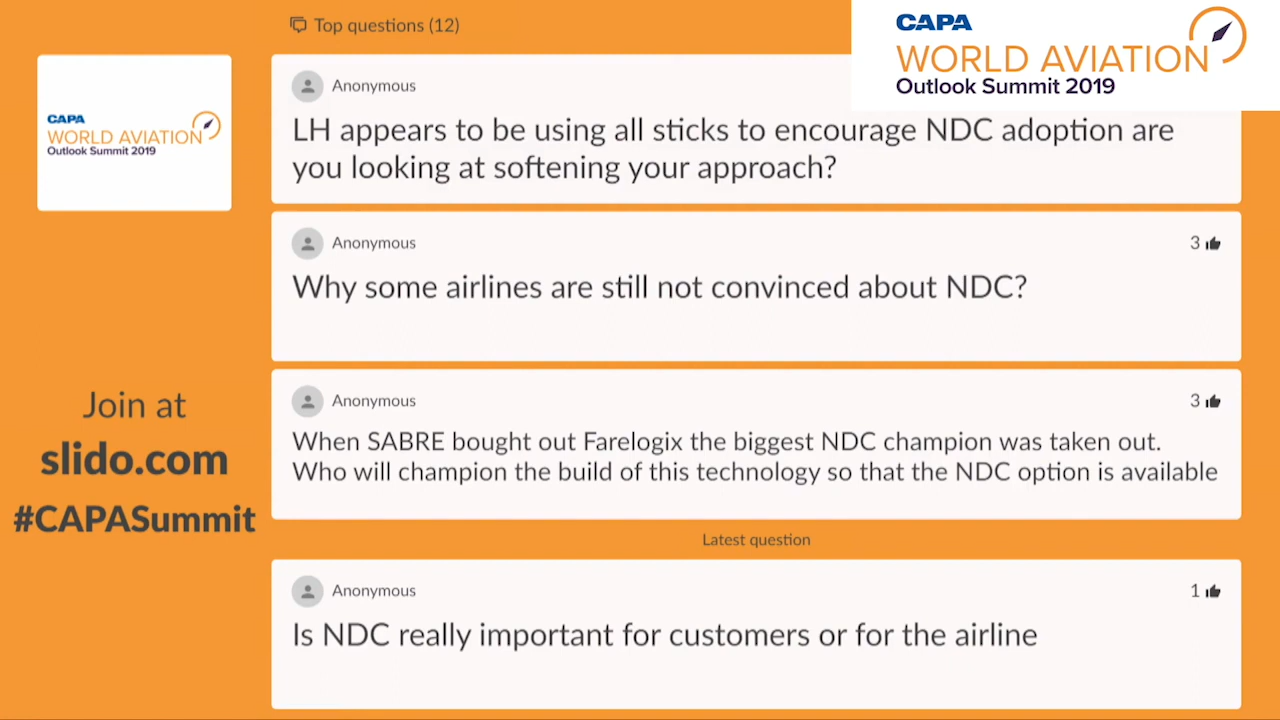 Top questions (12)
CAPA
WORLD AVIATION
Outlook Summit 2019
CAPA
WORLD AVIATION
Outlook Summit 2019
Anonymous
LH appears to be using all sticks to encourage NDC adoption are
you looking at softening your approach?
Anonymous
3
Why some airlines are still not convinced about NDC?
Anonymous
3
When SABRE bought out Farelogix the biggest NDC champion was taken out.
Who will champion the build of this technology so that the NDC option is available
Join at
slido.com
#CAPASummit
Latest question
Anonymous
1
Is NDC really important for customers or for the airline